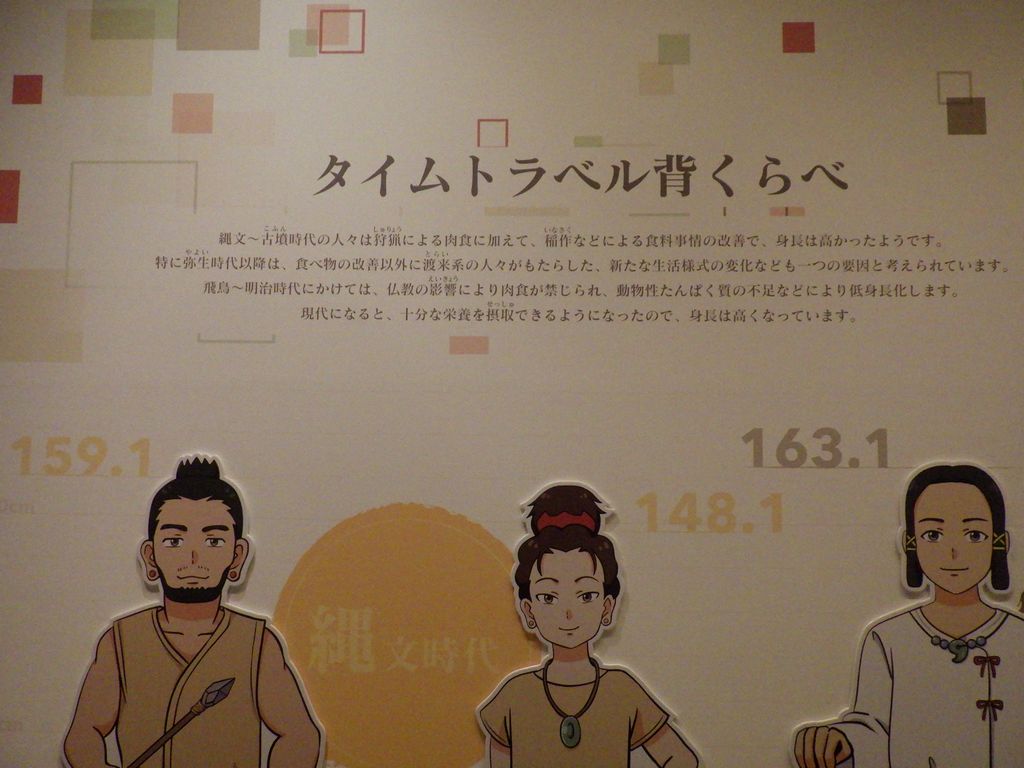 タイムトラベル背くらべ
縄文～古墳時代の人々は狩猟による肉食に加えて、稲作などによる食料事情の改善で、身長は高かったようです。
特に弥生時代以降は、食べ物の改善以外に渡来系の人々がもたらした、新たな生活様式の変化なども一つの要因と考えられています。
飛鳥～明治時代にかけては、仏教の影響により肉食が禁じられ、動物性たんぱく質の不足などにより低身長化します。
現代になると、十分な栄養を摂取できるようになったので、身長は高くなっています。
159.1
163.1
148.1
縄文時代